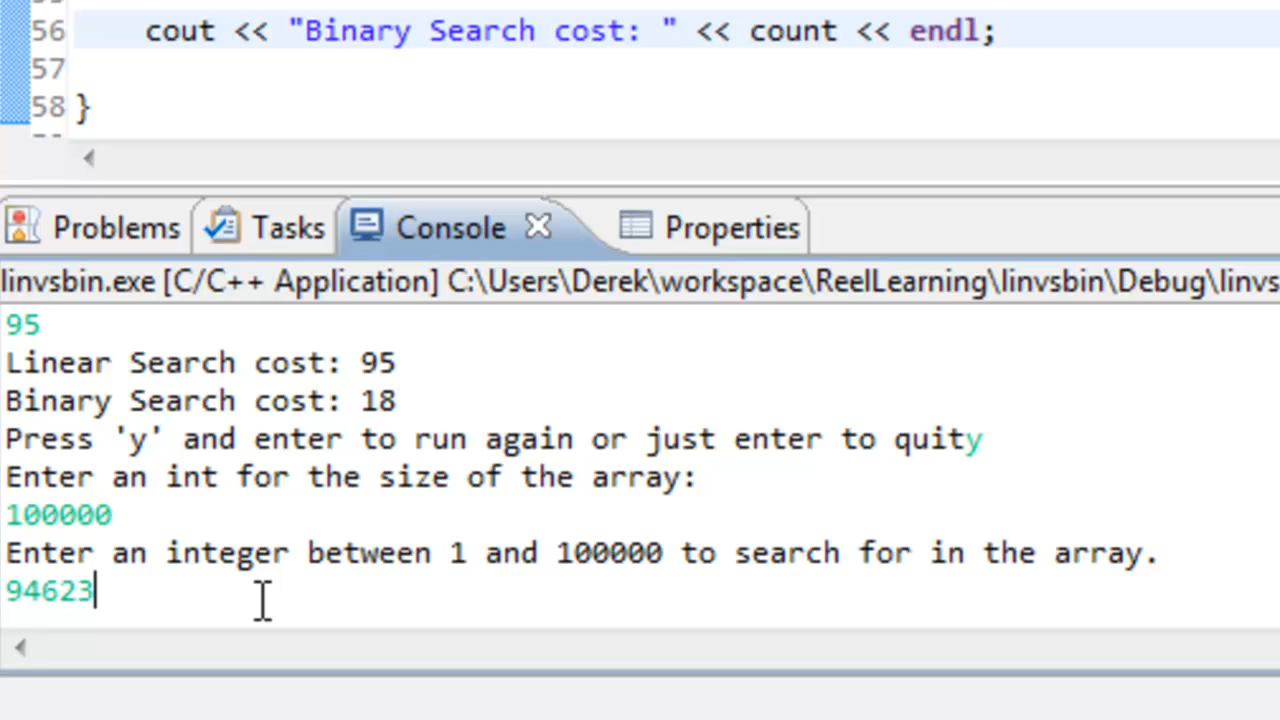 56 cout << "Binary Search cost: " << count << endl;
57
58 }
Problems Tasks Console Properties
linvsbin.exe [C/C++ Application] C:\Users\Derek\workspace\ReelLearning\linvsbin\Debug\linvs
95
Linear Search cost: 95
Binary Search cost: 18
Press 'y' and enter to run again or just enter to quity
Enter an int for the size of the array:
100000
Enter an integer between 1 and 100000 to search for in the array.
94623